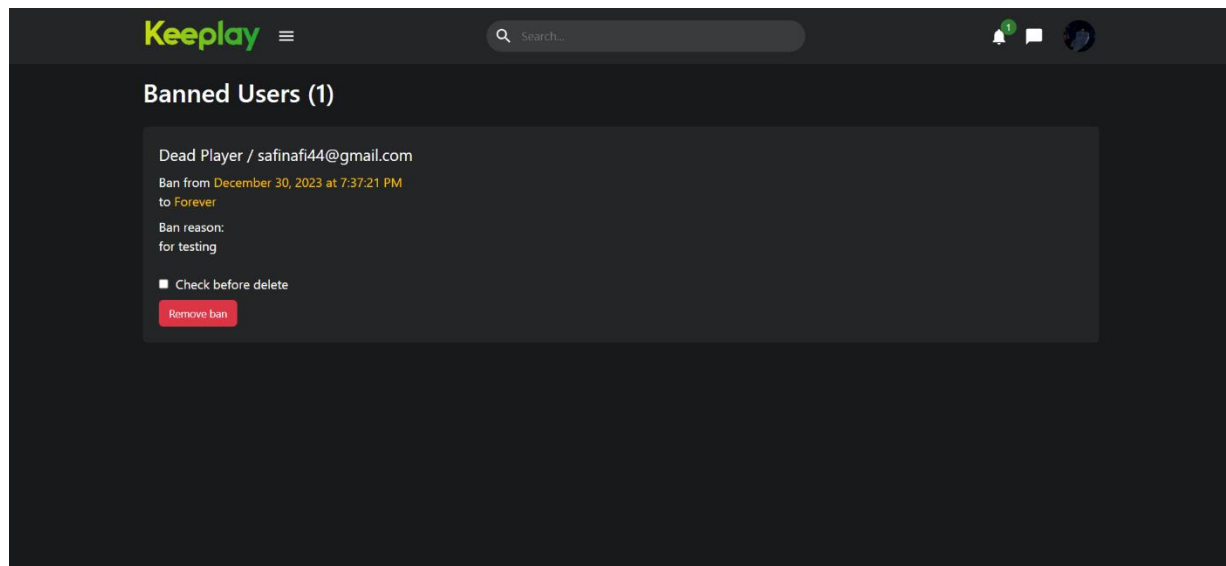 Keeplay
Search...
1
Banned Users (1)
Dead Player / safinafi44@gmail.com
Ban from December 30, 2023 at 7:37:21 PM
to Forever
Ban reason:
for testing
Check before delete
Remove ban